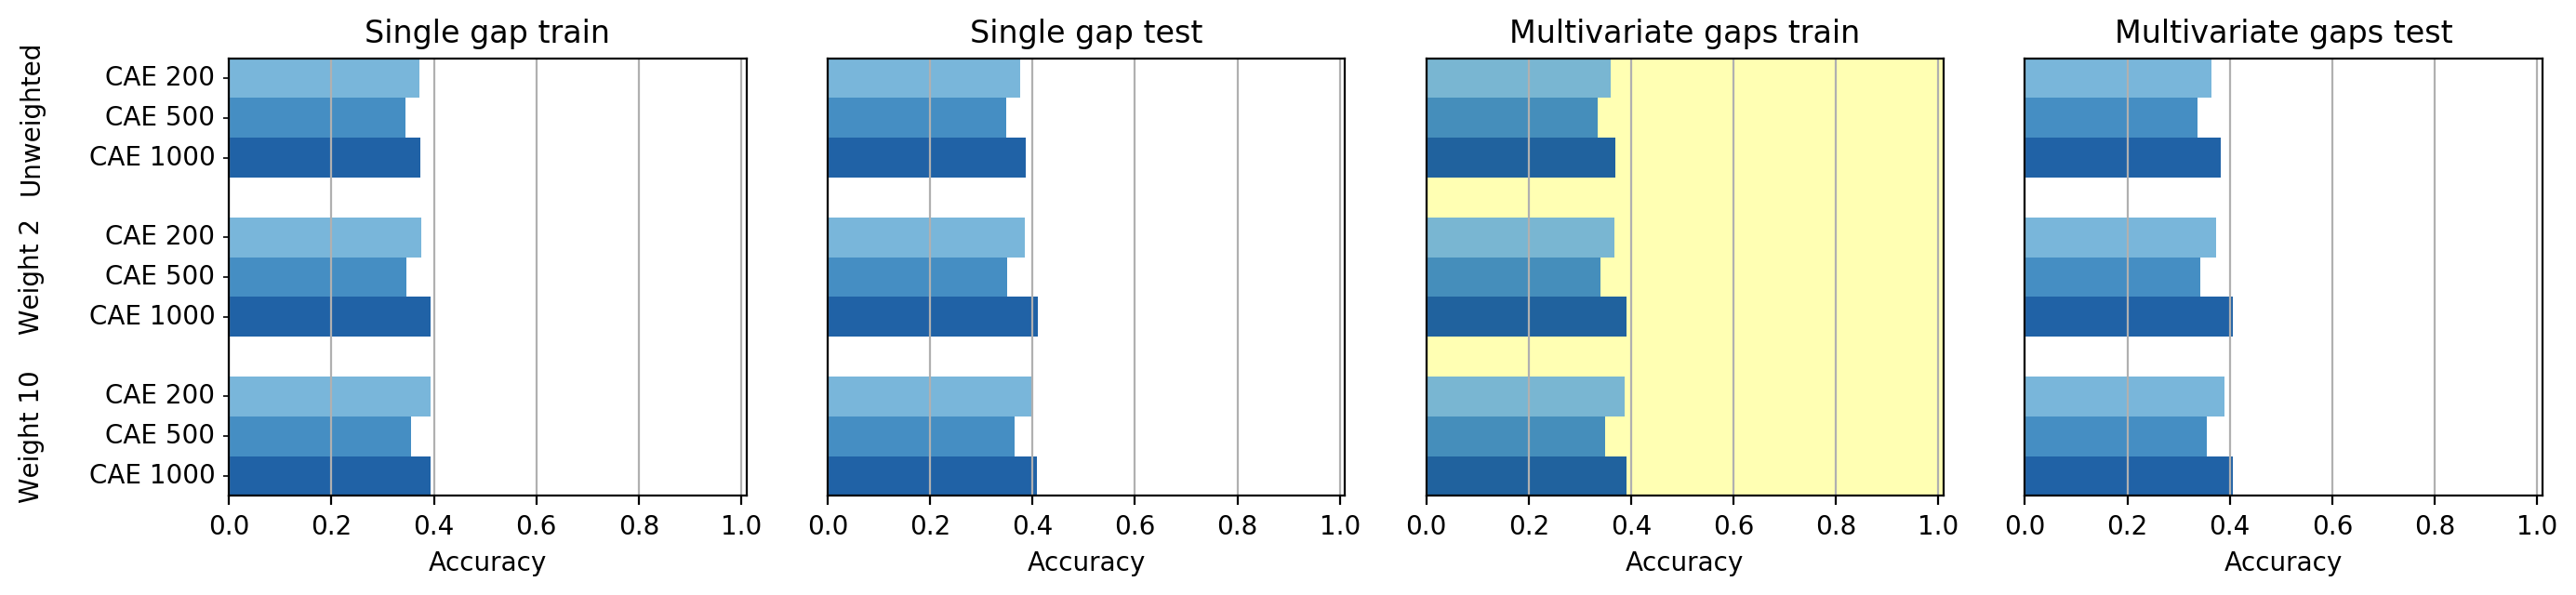 Single gap train
Single gap test
Multivariate gaps train
Multivariate gaps test
Unweighted
CAE 200
CAE 500
CAE 1000
Weight 2
CAE 200
CAE 500
CAE 1000
Weight 10
CAE 200
CAE 500
CAE 1000
0.0 0.2 0.4 0.6 0.8 1.0
0.0 0.2 0.4 0.6 0.8 1.0
0.0 0.2 0.4 0.6 0.8 1.0
0.0 0.2 0.4 0.6 0.8 1.0
Accuracy
Accuracy
Accuracy
Accuracy